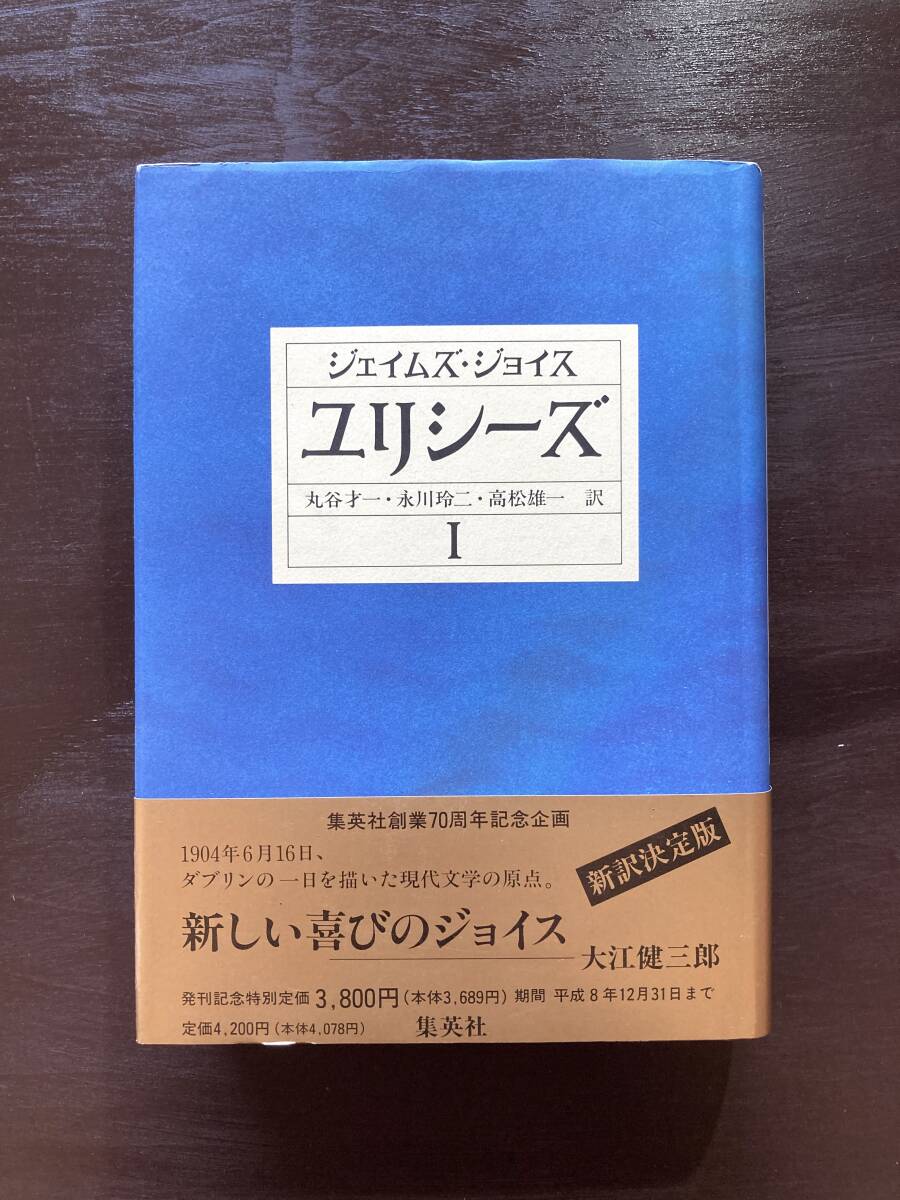 ジェイムズ・ジョイス
ユリシーズ
丸谷才一・永川玲二・高松雄一 訳
I
集英社創業70周年記念企画
1904年6月16日、
ダブリンの一日を描いた現代文学の原点。
新訳決定版
新しい喜びのジョイス
大江健三郎
発刊記念特別定価3,800円(本体3,689円)期間 平成8年12月31日まで
定価4,200円(本体4,078円)
集英社